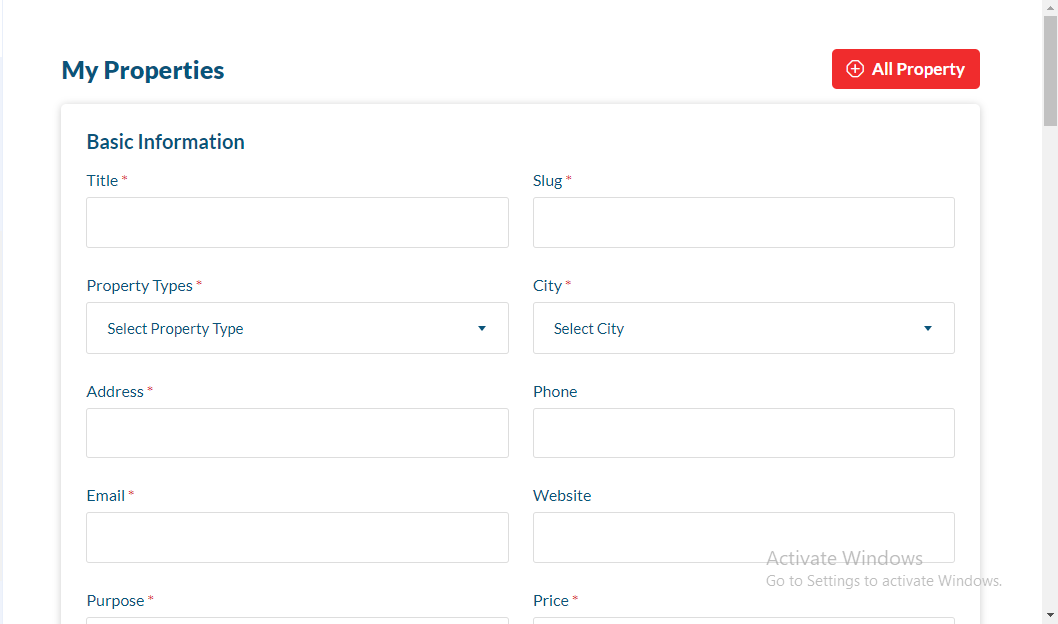 My Properties
All Property
Basic Information
Title *
Slug *
Property Types *
City *
Select Property Type
Select City
Address *
Phone
Email *
Website
Activate Windows
Go to Settings to activate Windows.
Purpose *
Price *